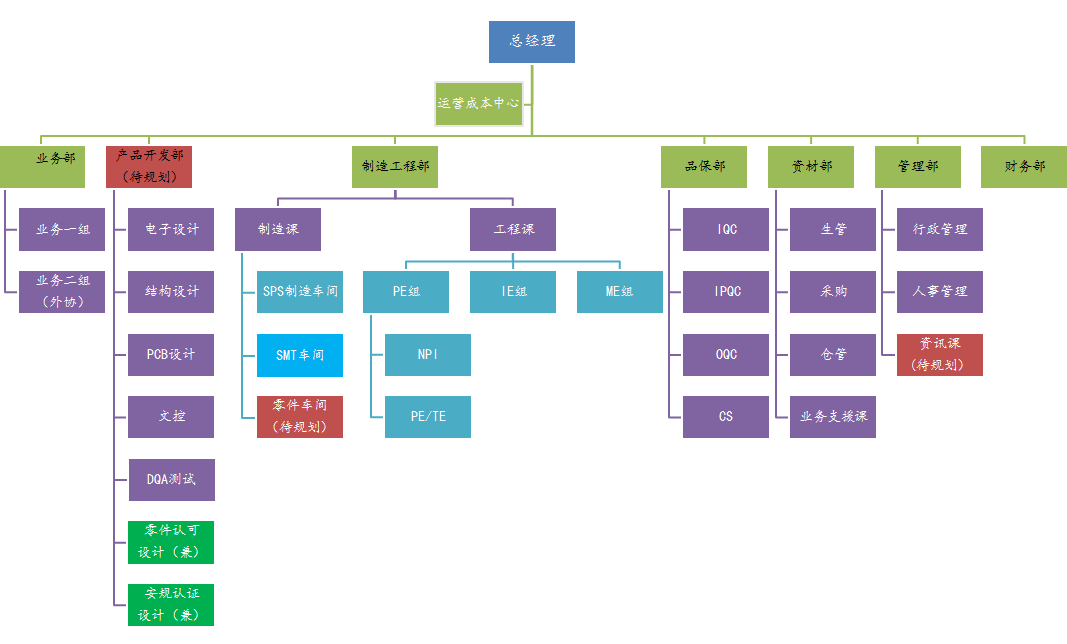 总经理
运营成本中心
业务部
产品开发部
（待规划）
制造工程部
品保部
资材部
管理部
财务部
业务一组
电子设计
制造课
工程课
IQC
生管
行政管理
业务二组
（外协）
结构设计
SPS制造车间
PE组
IE组
ME组
IPQC
采购
人事管理
PCB设计
SMT车间
NPI
OQC
仓管
资讯课
(待规划）
文控
零件车间
（待规划）
PE/TE
CS
业务支援课
DQA测试
零件认可
设计（兼）
安规认证
设计（兼）